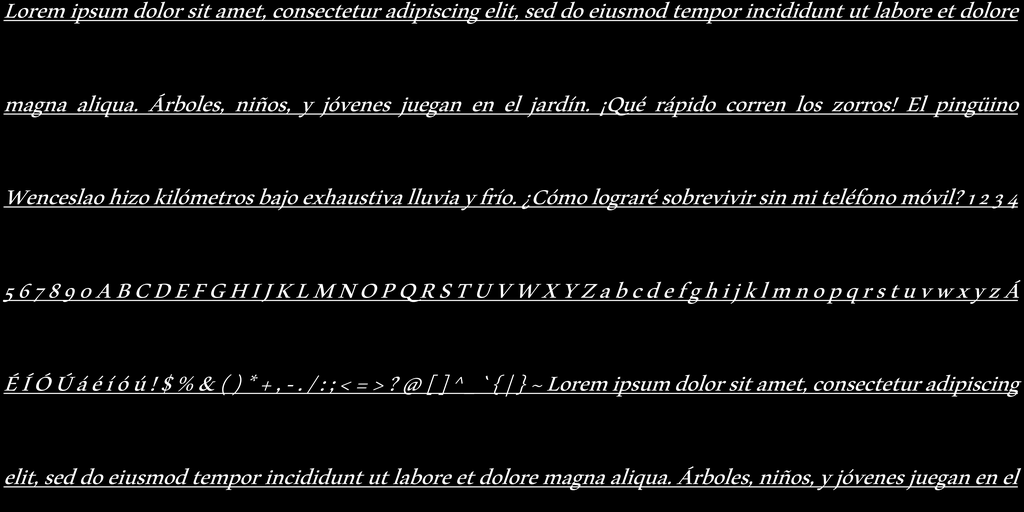 Lorem ipsum dolor sit amet, consectetur adipiscing elit, sed do eiusmod tempor incididunt ut labore et dolore
magna aliqua. Árboles, niños, y jóvenes juegan en el jardín. ¡Qué rápido corren los zorros! El pingüino
Wenceslao hizo kilómetros bajo exhaustiva lluvia y frío. ¿Cómo lograré sobrevivir sin mi teléfono móvil? 1 2 3 4
5 6 7 8 9 0 A B C D E F G H I J K L M N O P Q R S T U V W X Y Z a b c d e f g h i j k l m n o p q r s t u v w x y z Á
É Í Ó Ú á é í ó ú ! $ % & ( ) * + , - . / : ; < = > ? @ [ ] ^ _ ` { | } ~ Lorem ipsum dolor sit amet, consectetur adipiscing
elit, sed do eiusmod tempor incididunt ut labore et dolore magna aliqua. Árboles, niños, y jóvenes juegan en el